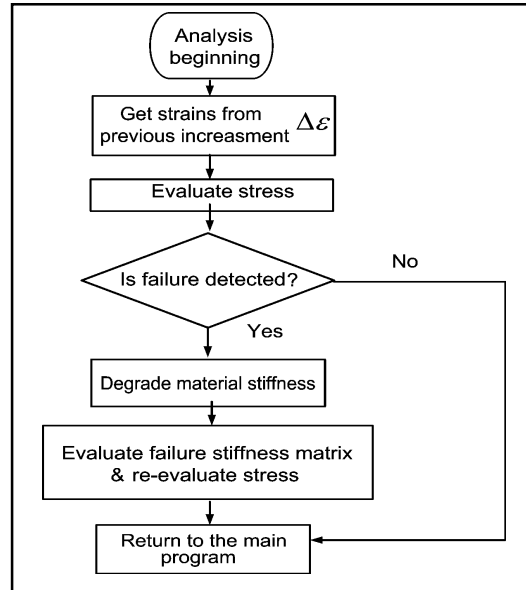 Analysis
beginning
Get strains from
previous increasment Δε
Evaluate stress
Is failure detected?
No
Yes
Degrade material stiffness
Evaluate failure stiffness matrix
& re-evaluate stress
Return to the main
program